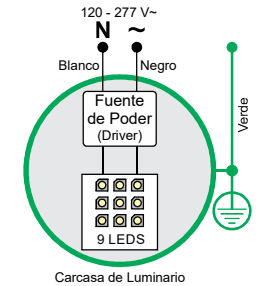 120 - 277 V~
N ~
Blanco Negro
Fuente
de Poder
(Driver)
Verde
9 LEDS
Carcasa de Luminario